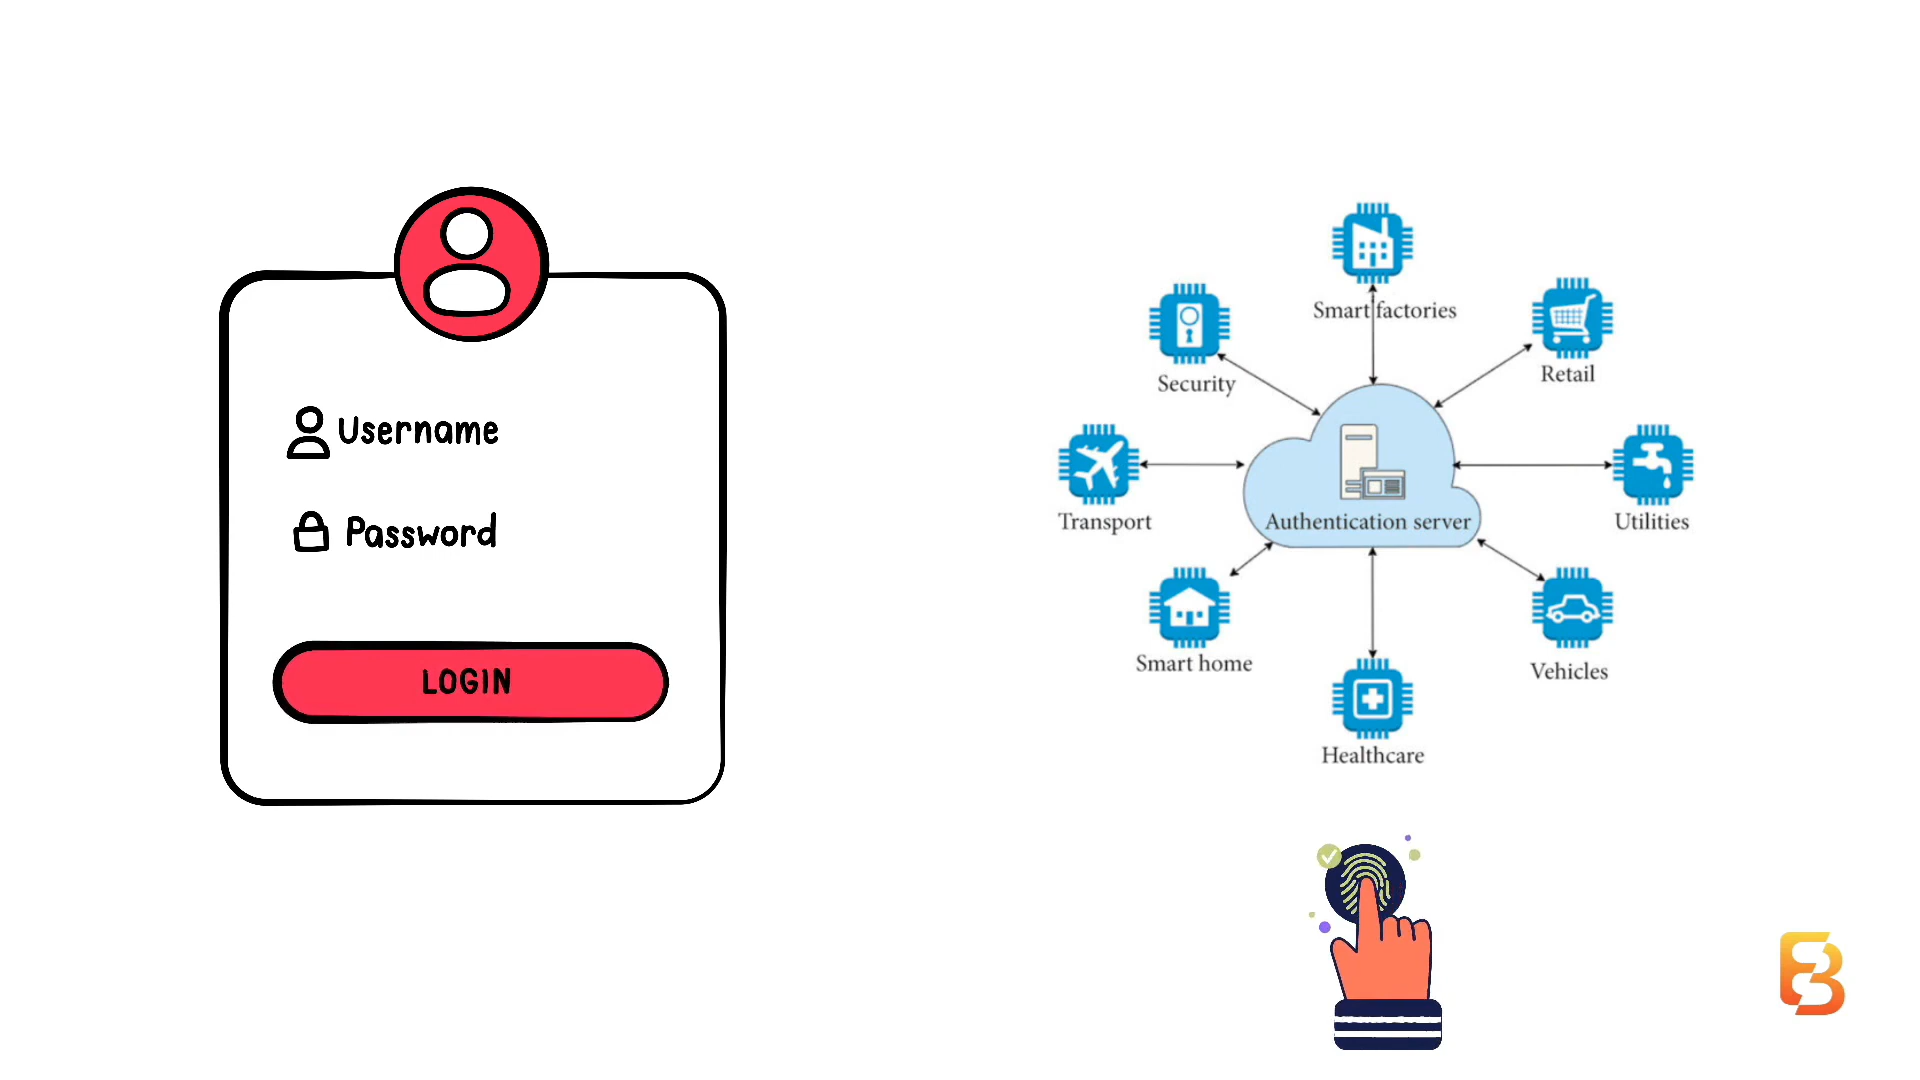 Username
Password
LOGIN
Smart factories
Security
Retail
Transport
Authentication server
Utilities
Smart home
Vehicles
Healthcare